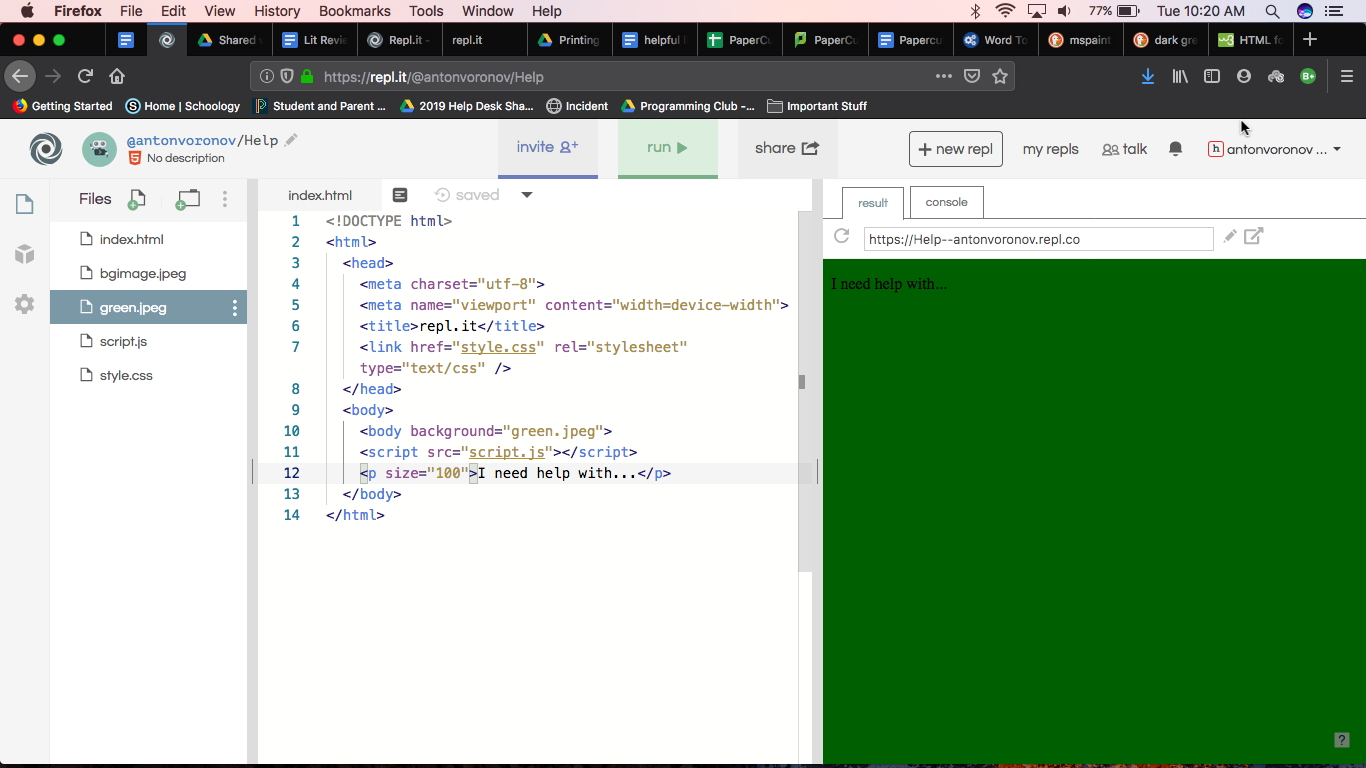 Firefox File Edit View History Bookmarks Tools Window Help 77% Tue 10:20 AM
Shared Lit Revi Repl.it - repl.it Printing helpful PaperCu PaperCu Papercu Word To mspaint dark gre HTML fo
https://repl.it/@antonvoronov/Help
Getting Started Home | Schoology Student and Parent ... 2019 Help Desk Sha... Incident Programming Club -... Important Stuff
@antonvoronov/Help
No description
invite run share + new repl my repls talk h antonvoronov ...
Files
index.html
bgimage.jpeg
green.jpeg
script.js
style.css
index.html saved
1 <!DOCTYPE html>
2 <html>
3 <head>
4 <meta charset="utf-8">
5 <meta name="viewport" content="width=device-width">
6 <title>repl.it</title>
7 <link href="style.css" rel="stylesheet"
type="text/css" />
8 </head>
9 <body>
10 <body background="green.jpeg">
11 <script src="script.js"></script>
12 <p size="100">I need help with...</p>
13 </body>
14 </html>
result console
https://Help--antonvoronov.repl.co
I need help with...
?